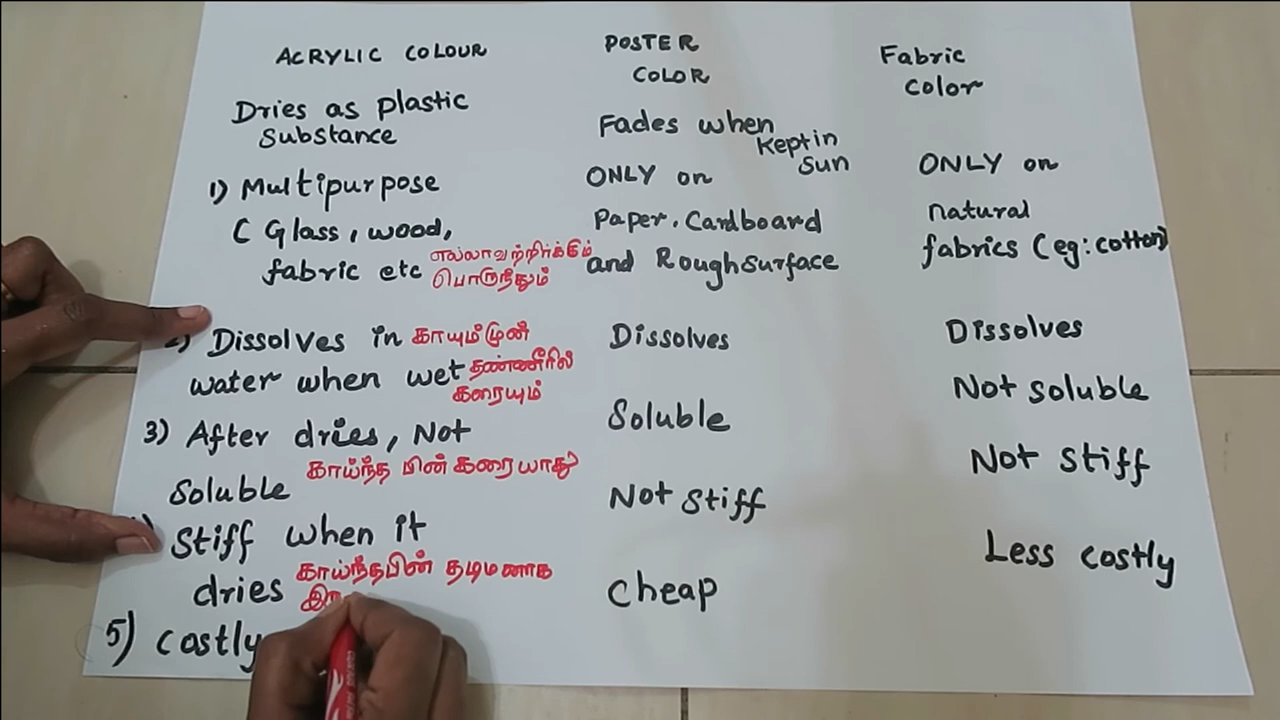 ACRYLIC COLOUR
Dries as plastic
Substance
1) Multipurpose
( Glass, wood,
fabric etc எல்லாவற்றிர்க்கும்
பொருந்தும்
2) Dissolves in காயும்முன்
water when wet தண்ணீரில்
கரையும்
3) After dries, Not
காய்ந்த பின் கரையாது
Soluble
Stiff when it
dries காய்ந்தபின் தடிமனாக
5) Costly
POSTER
COLOR
Fades when
Kept in
Sun
ONLY on
Paper, Cardboard
and Rough surface
Dissolves
Soluble
Not stiff
Cheap
Fabric
color
ONLY on
natural
fabrics (eg: cotton)
Dissolves
Not soluble
Not stiff
Less costly